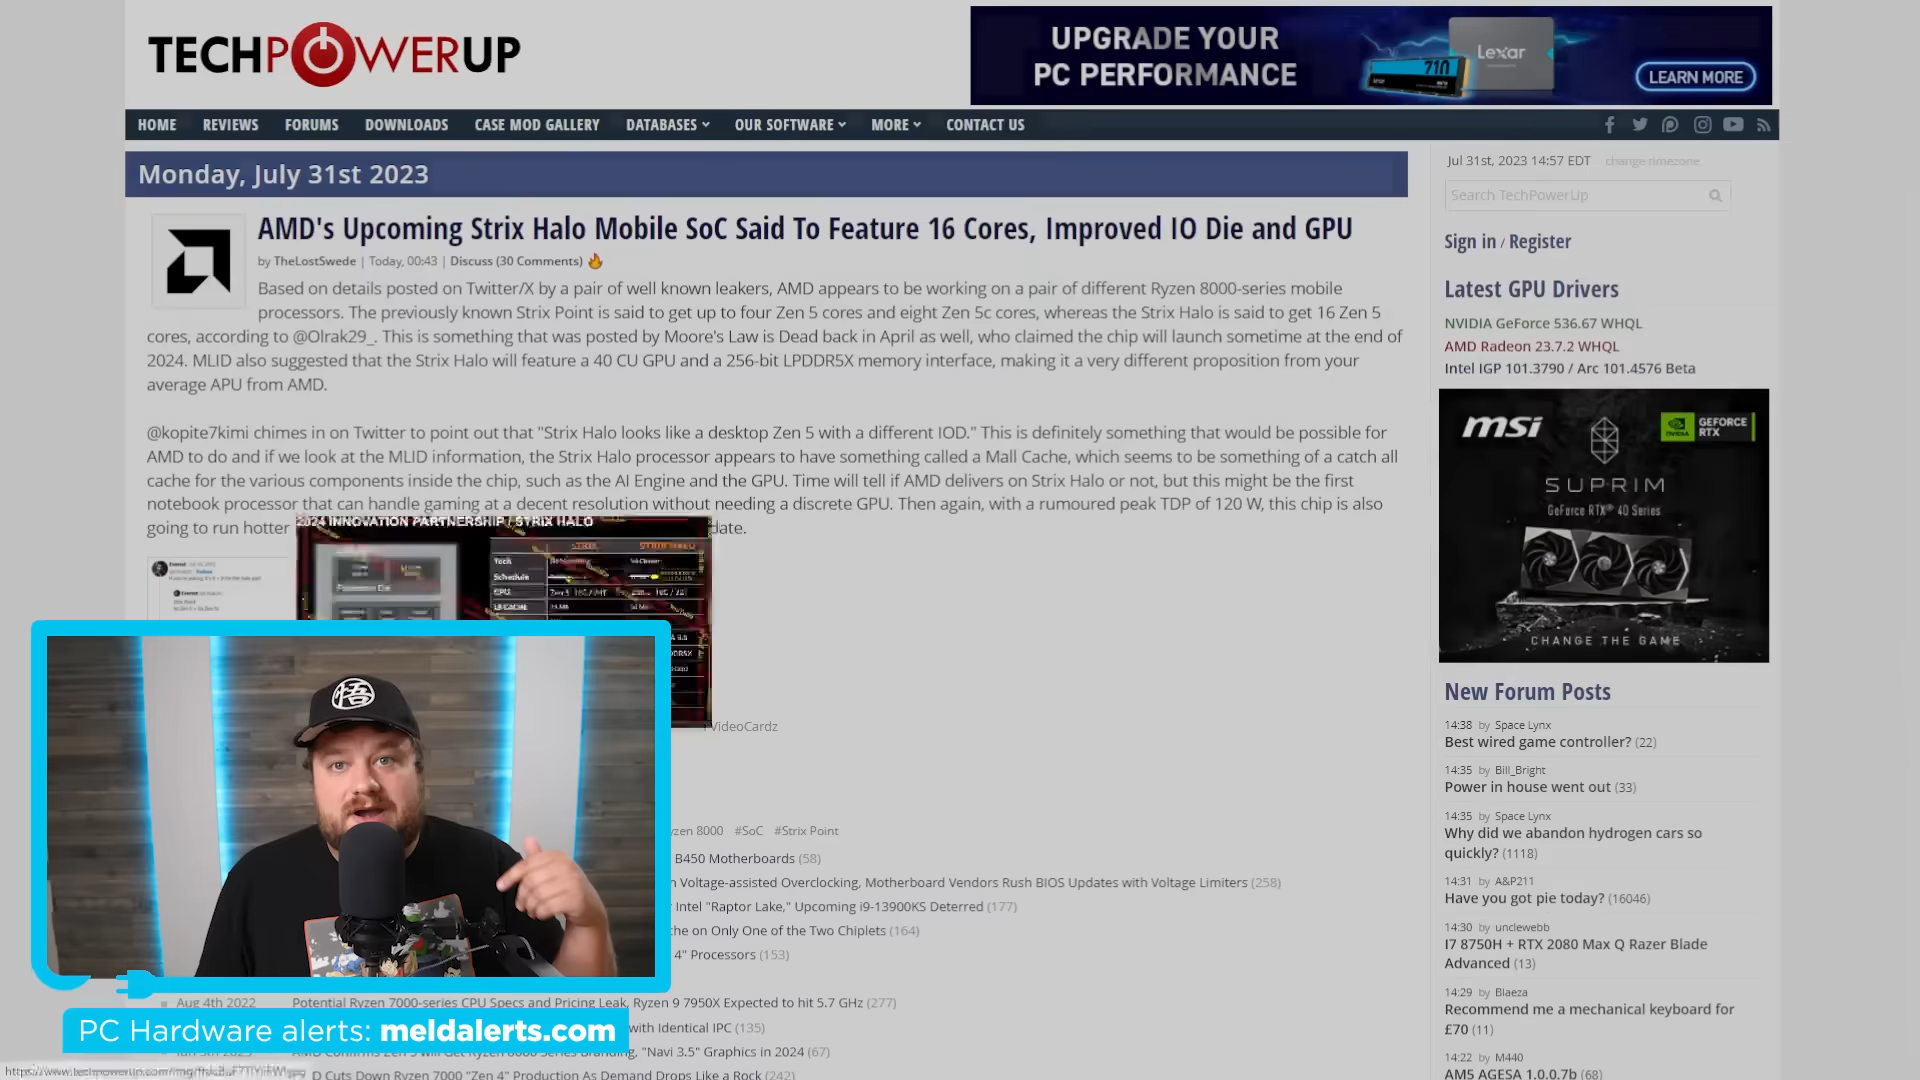 TECHPOWERUP
UPGRADE YOUR
PC PERFORMANCE
710
Lexar
LEARN MORE
HOME REVIEWS FORUMS DOWNLOADS CASE MOD GALLERY DATABASES OUR SOFTWARE MORE CONTACT US
Monday, July 31st 2023
AMD's Upcoming Strix Halo Mobile SoC Said To Feature 16 Cores, Improved IO Die and GPU
by TheLostSwede | Today, 00:43 | Discuss (30 Comments)
Based on details posted on Twitter/X by a pair of well known leakers, AMD appears to be working on a pair of different Ryzen 8000-series mobile
processors. The previously known Strix Point is said to get up to four Zen 5 cores and eight Zen 5c cores, whereas the Strix Halo is said to get 16 Zen 5
cores, according to @Olrak29_. This is something that was posted by Moore's Law is Dead back in April as well, who claimed the chip will launch sometime at the end of
2024. MLID also suggested that the Strix Halo will feature a 40 CU GPU and a 256-bit LPDDR5X memory interface, making it a very different proposition from your
average APU from AMD.
@kopite7kimi chimes in on Twitter to point out that "Strix Halo looks like a desktop Zen 5 with a different IOD." This is definitely something that would be possible for
AMD to do and if we look at the MLID information, the Strix Halo processor appears to have something called a Mall Cache, which seems to be something of a catch all
cache for the various components inside the chip, such as the AI Engine and the GPU. Time will tell if AMD delivers on Strix Halo or not, but this might be the first
notebook processor that can handle gaming at a decent resolution without needing a discrete GPU. Then again, with a rumoured peak TDP of 120 W, this chip is also
going to run hotter
2024 INNOVATION PARTNERSHIP / STRIX HALO
Tech
Schedule
CPU
VideoCardz
Ryzen 8000 #SoC #Strix Point
B450 Motherboards (58)
Voltage-assisted Overclocking, Motherboard Vendors Rush BIOS Updates with Voltage Limiters (258)
Intel "Raptor Lake," Upcoming i9-13900KS Deterred (177)
on Only One of the Two Chiplets (164)
4" Processors (153)
Aug 4th 2022 Potential Ryzen 7000-series CPU Specs and Pricing Leak, Ryzen 9 7950X Expected to hit 5.7 GHz (277)
with Identical IPC (135)
"Navi 3.5" Graphics in 2024 (67)
Cuts Down Ryzen 7000 "Zen 4" Production As Demand Drops Like a Rock (242)
悟
PC Hardware alerts: meldalerts.com
Jul 31st, 2023 14:57 EDT change timezone
Search TechPowerUp
Sign in / Register
Latest GPU Drivers
NVIDIA GeForce 536.67 WHQL
AMD Radeon 23.7.2 WHQL
Intel IGP 101.3790 / Arc 101.4576 Beta
msi
GEFORCE
RTX
SUPRIM
GeForce RTX® 40 Series
CHANGE THE GAME
New Forum Posts
14:38 by Space Lynx
Best wired game controller? (22)
14:35 by Bill_Bright
Power in house went out (33)
14:35 by Space Lynx
Why did we abandon hydrogen cars so
quickly? (1118)
14:31 by A&P211
Have you got pie today? (16046)
14:30 by unclewebb
I7 8750H + RTX 2080 Max Q Razer Blade
Advanced (13)
14:29 by Blaeza
Recommend me a mechanical keyboard for
£70 (11)
14:22 by M440
AM5 AGESA 1.0.0.7b (68)